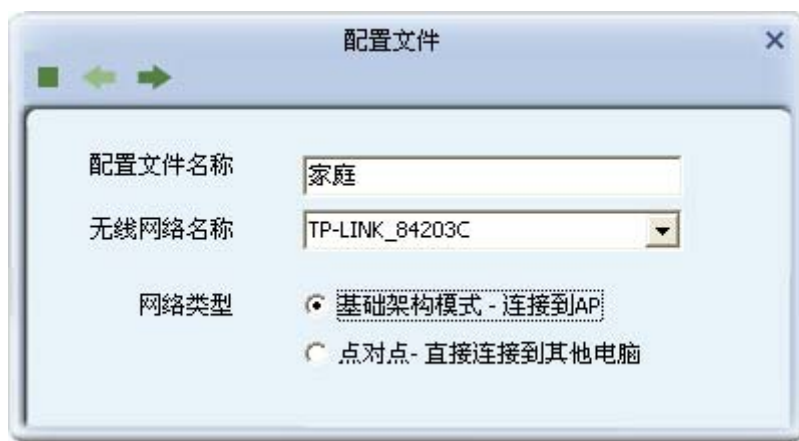 配置文件
配置文件名称
家庭
无线网络名称
TP-LINK_84203C
网络类型
基础架构模式 - 连接到AP
点对点- 直接连接到其他电脑